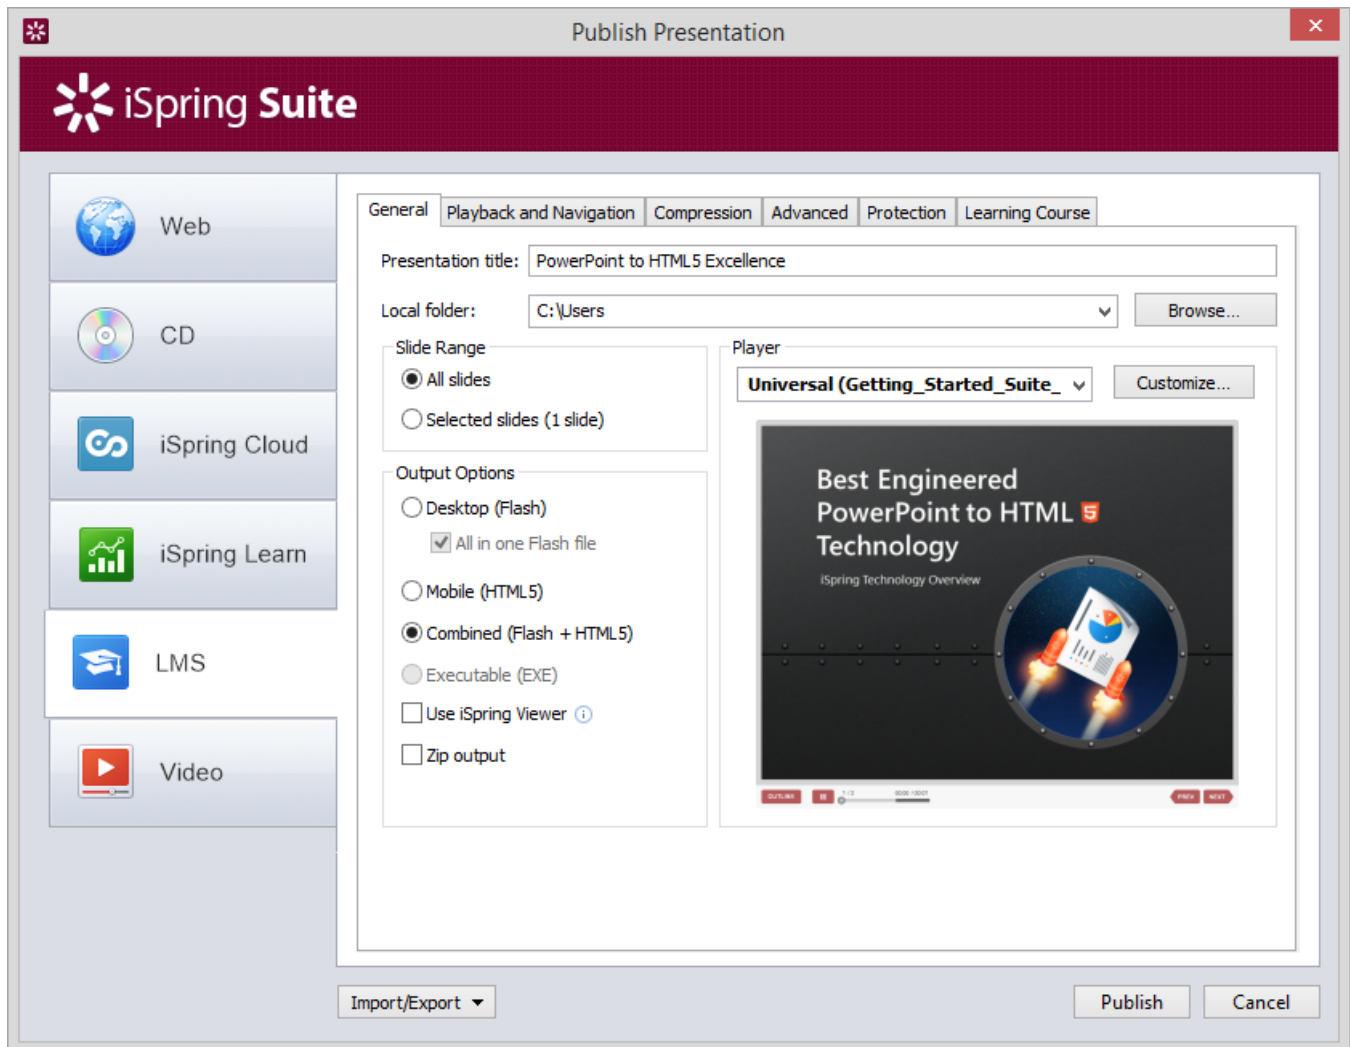 Publish Presentation
iSpring Suite
Web
CD
iSpring Cloud
iSpring Learn
LMS
Video
General Playback and Navigation Compression Advanced Protection Learning Course
Presentation title: PowerPoint to HTML5 Excellence
Local folder: C:\Users Browse...
Slide Range
All slides
Selected slides (1 slide)
Output Options
Desktop (Flash)
All in one Flash file
Mobile (HTML5)
Combined (Flash + HTML5)
Executable (EXE)
Use iSpring Viewer
Zip output
Player
Universal (Getting_Started_Suite_ Customize...
Best Engineered
PowerPoint to HTML 5
Technology
iSpring Technology Overview
OUTLINE
PREV NEXT
Import/Export Publish Cancel